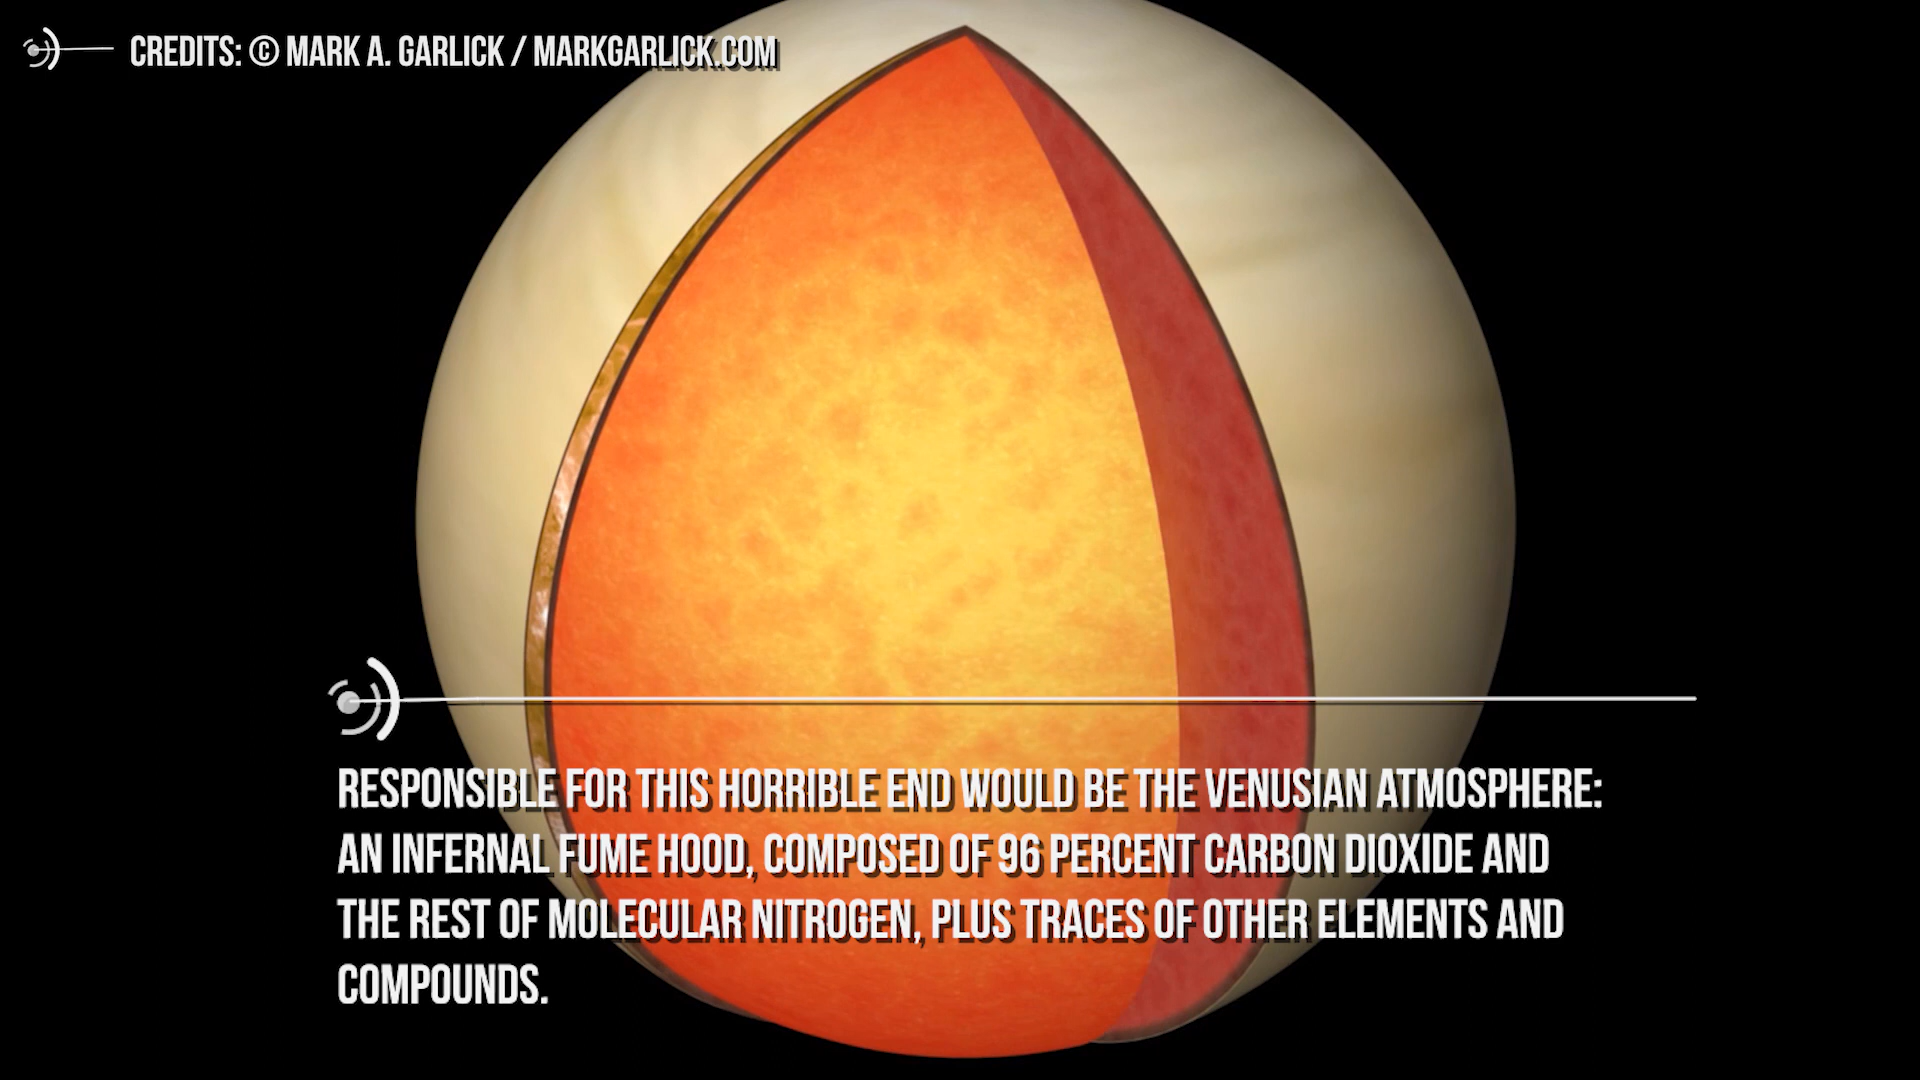 CREDITS: © MARK A. GARLICK / MARKGARLICK.COM
RESPONSIBLE FOR THIS HORRIBLE END WOULD BE THE VENUSIAN ATMOSPHERE:
AN INFERNAL FUME HOOD, COMPOSED OF 96 PERCENT CARBON DIOXIDE AND
THE REST OF MOLECULAR NITROGEN, PLUS TRACES OF OTHER ELEMENTS AND
COMPOUNDS.